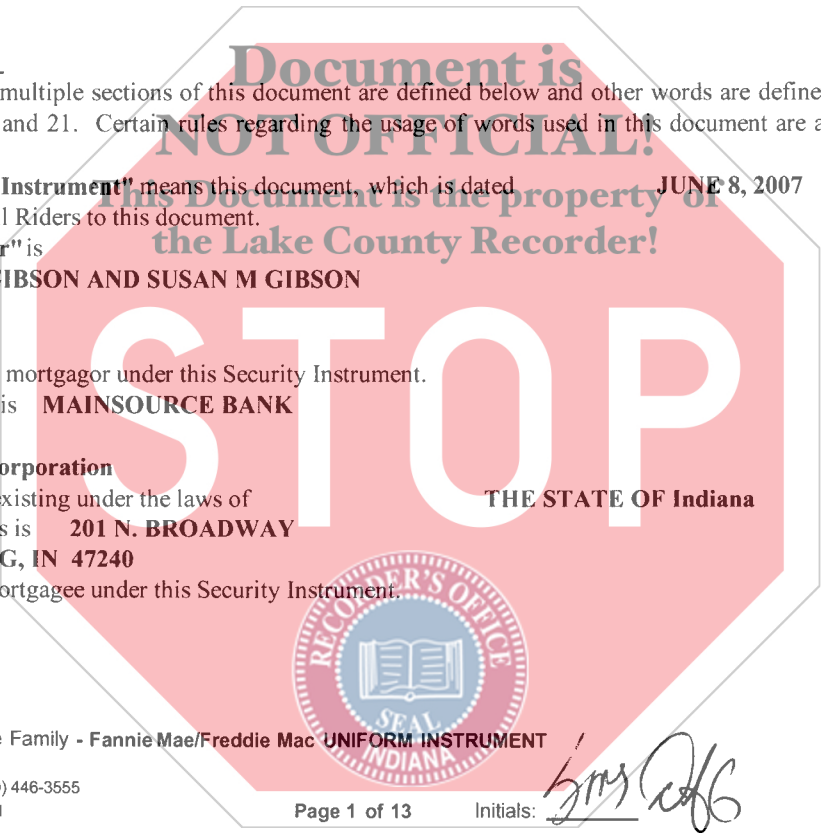 Document is
multiple sections of this document are defined below and other words are define
and 21. Certain rules regarding the usage of words used in this document are a
NOT OFFICIAL!
Instrument" means this document, which is dated JUNE 8, 2007
This Document is the property of
l Riders to this document.
the Lake County Recorder!
r" is
IBSON AND SUSAN M GIBSON
STOP
mortgagor under this Security Instrument.
is MAINSOURCE BANK
orporation
xisting under the laws of THE STATE OF Indiana
s is 201 N. BROADWAY
G, IN 47240
ortgagee under this Security Instrument.
RECORDER'S OFFICE
SEAL
INDIANA
e Family - Fannie Mae/Freddie Mac UNIFORM INSTRUMENT
) 446-3555
Page 1 of 13 Initials: SMG